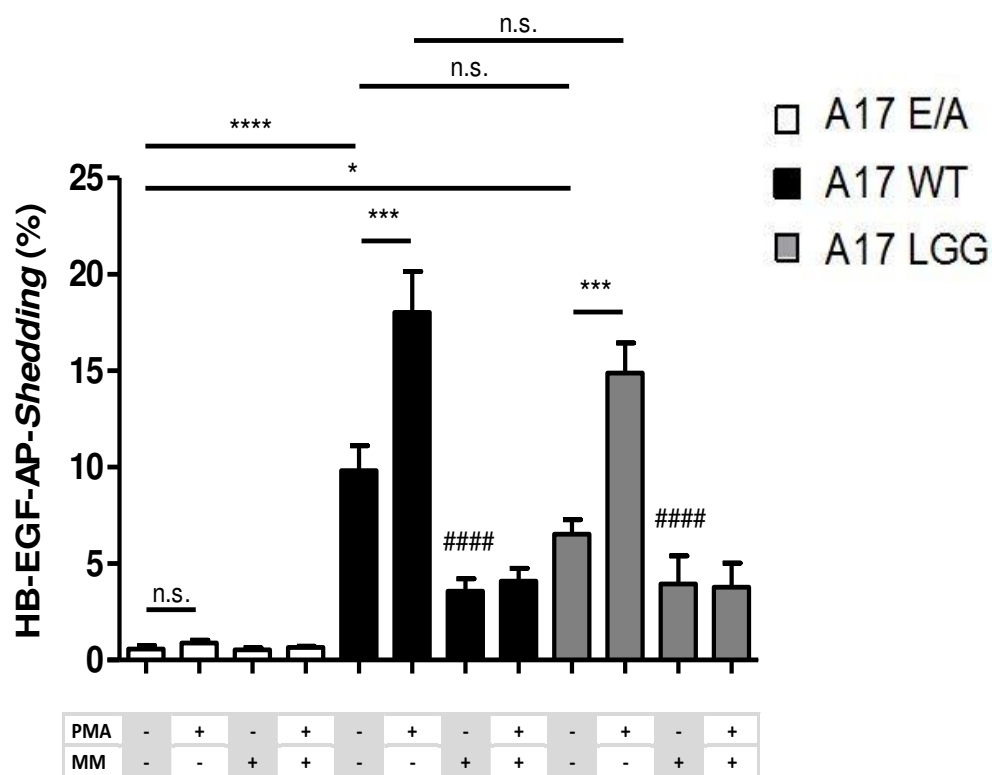 n.s.
n.s.
****
*
***
***
####
####
n.s.
HB-EGF-AP-Shedding (%)
25
20
15
10
5
0
A17 E/A
A17 WT
A17 LGG
PMA - + - + - + - + - + - +
MM - - + + - - + + - - + +